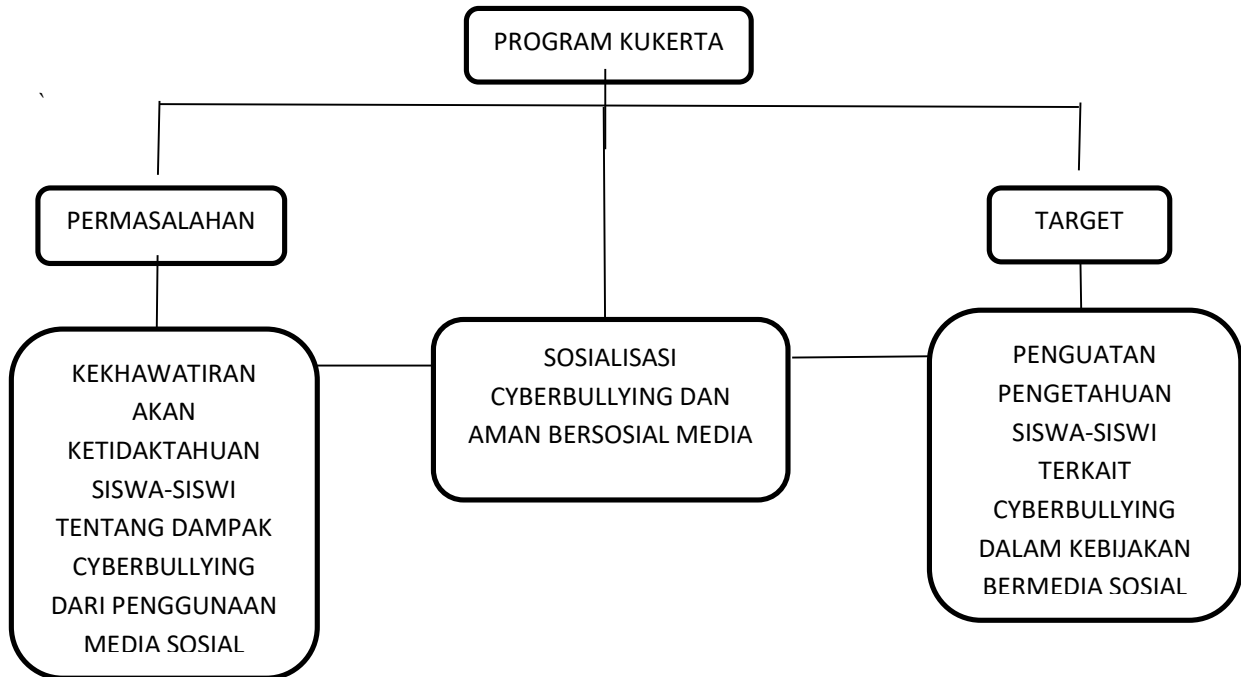 PROGRAM KUKERTA
`
PERMASALAHAN
TARGET
KEKHAWATIRAN
AKAN
KETIDAKTAHUAN
SISWA-SISWI
TENTANG DAMPAK
CYBERBULLYING
DARI PENGGUNAAN
MEDIA SOSIAL
SOSIALISASI
CYBERBULLYING DAN
AMAN BERSOSIAL MEDIA
PENGUATAN
PENGETAHUAN
SISWA-SISWI
TERKAIT
CYBERBULLYING
DALAM KEBIJAKAN
BERMEDIA SOSIAL